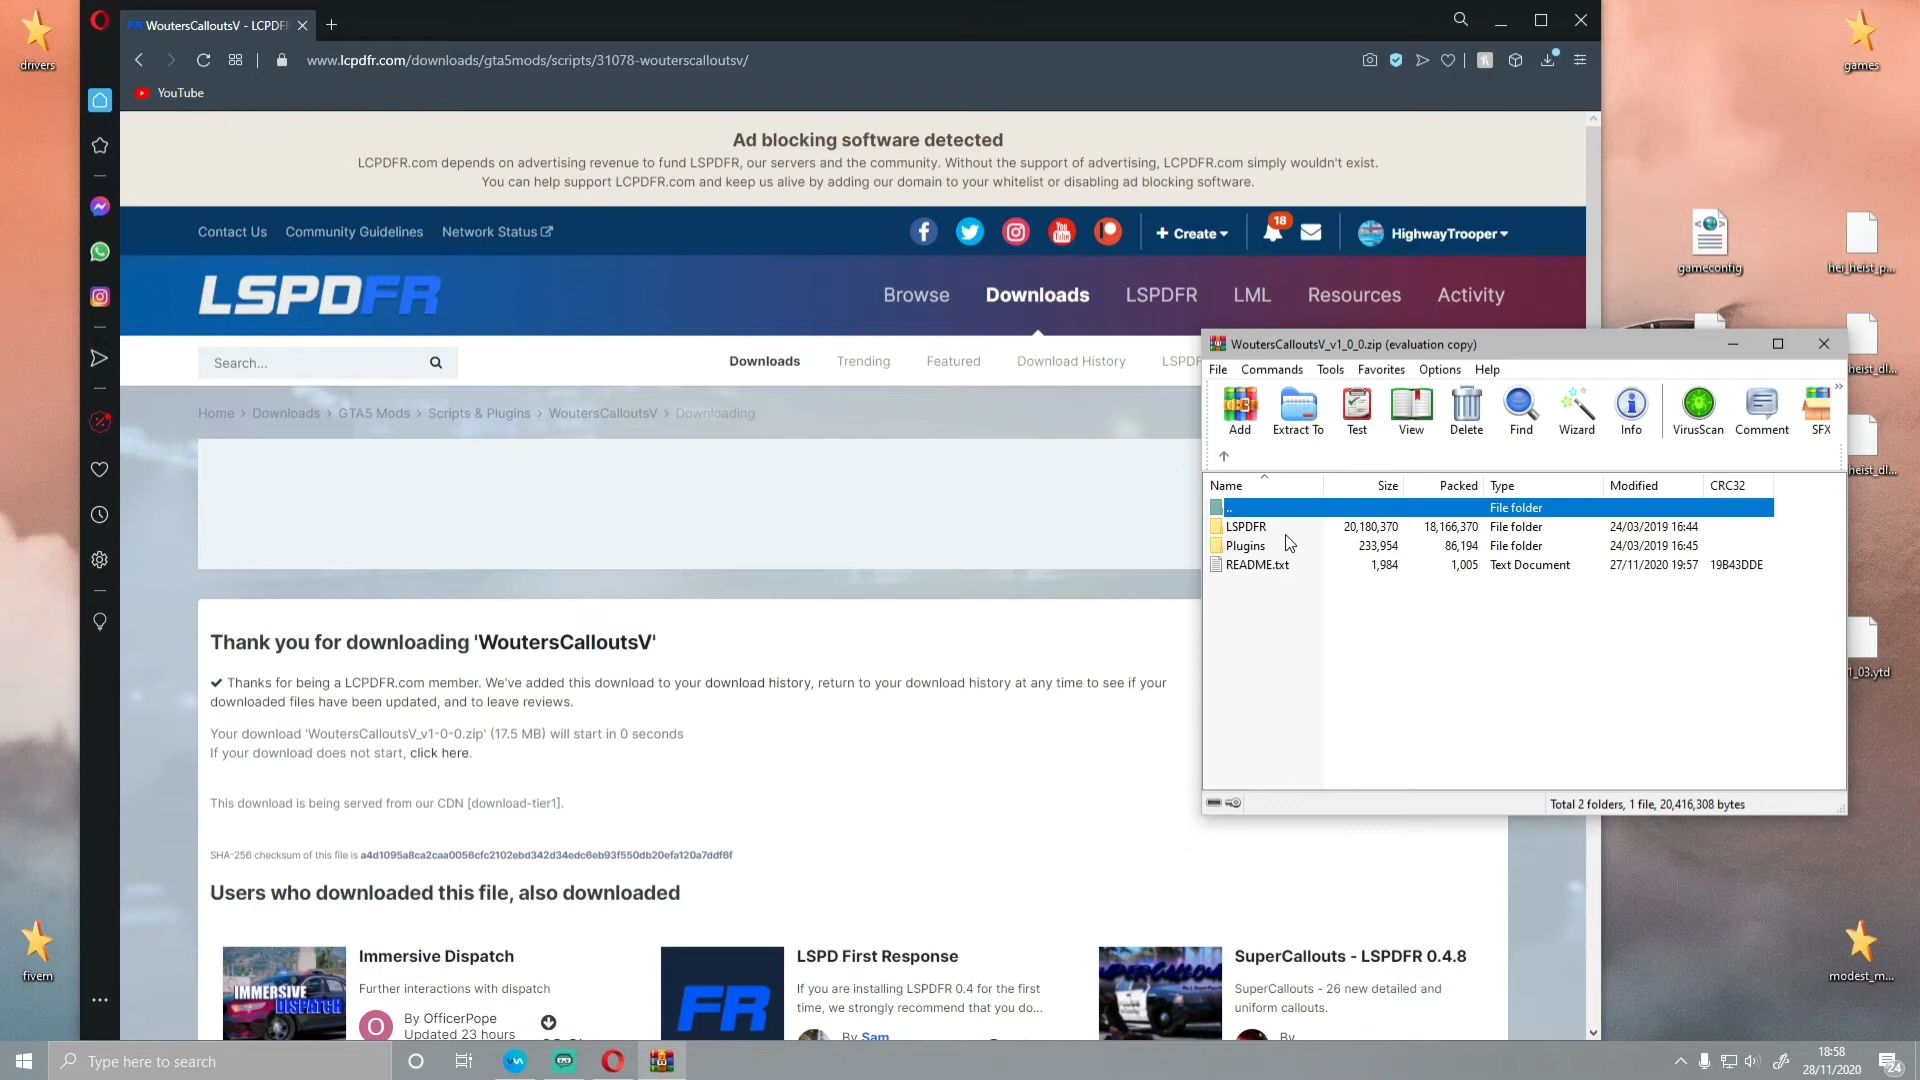 drivers
WoutersCalloutsV - LCPDF
www.lcpdfr.com/downloads/gta5mods/scripts/31078-wouterscalloutsv/
YouTube
Ad blocking software detected
LCPDFR.com depends on advertising revenue to fund LSPDFR, our servers and the community. Without the support of advertising, LCPDFR.com simply wouldn't exist.
You can help support LCPDFR.com and keep us alive by adding our domain to your whitelist or disabling ad blocking software.
Contact Us Community Guidelines Network Status
+ Create 18 HighwayTrooper
LSPDFR
Browse Downloads LSPDFR LML Resources Activity
Search...
Downloads Trending Featured Download History LSPDF
Home > Downloads > GTA5 Mods > Scripts & Plugins > WoutersCalloutsV > Downloading
Thank you for downloading 'WoutersCalloutsV'
✔ Thanks for being a LCPDFR.com member. We've added this download to your download history, return to your download history at any time to see if your
downloaded files have been updated, and to leave reviews.
Your download 'WoutersCalloutsV_v1-0-0.zip' (17.5 MB) will start in 0 seconds
If your download does not start, click here.
This download is being served from our CDN [download-tier1].
SHA-256 checksum of this file is a4d1095a8ca2caa0056cfc2102ebd342d34edc6eb93f550db20efa120a7ddf6f
Users who downloaded this file, also downloaded
IMMERSIVE
DISPATCH
Immersive Dispatch
Further interactions with dispatch
O
By OfficerPope
Updated 23 hours
FR
LSPD First Response
If you are installing LSPDFR 0.4 for the first
time, we strongly recommend that you do...
By Sam
SuperCallouts - LSPDFR 0.4.8
SuperCallouts - 26 new detailed and
uniform callouts.
By
WoutersCalloutsV_v1_0_0.zip (evaluation copy)
File Commands Tools Favorites Options Help
Add Extract To Test View Delete Find Wizard Info VirusScan Comment SFX
Name Size Packed Type Modified CRC32
.. File folder
LSPDFR 20,180,370 18,166,370 File folder 24/03/2019 16:44
Plugins 233,954 86,194 File folder 24/03/2019 16:45
README.txt 1,984 1,005 Text Document 27/11/2020 19:57 19B43DDE
Total 2 folders, 1 file, 20,416,308 bytes
games
gameconfig
hei_heist_p...
heist_dl...
heist_dl...
1_03.ytd
modest_m...
fivem
Type here to search
18:58
28/11/2020
24